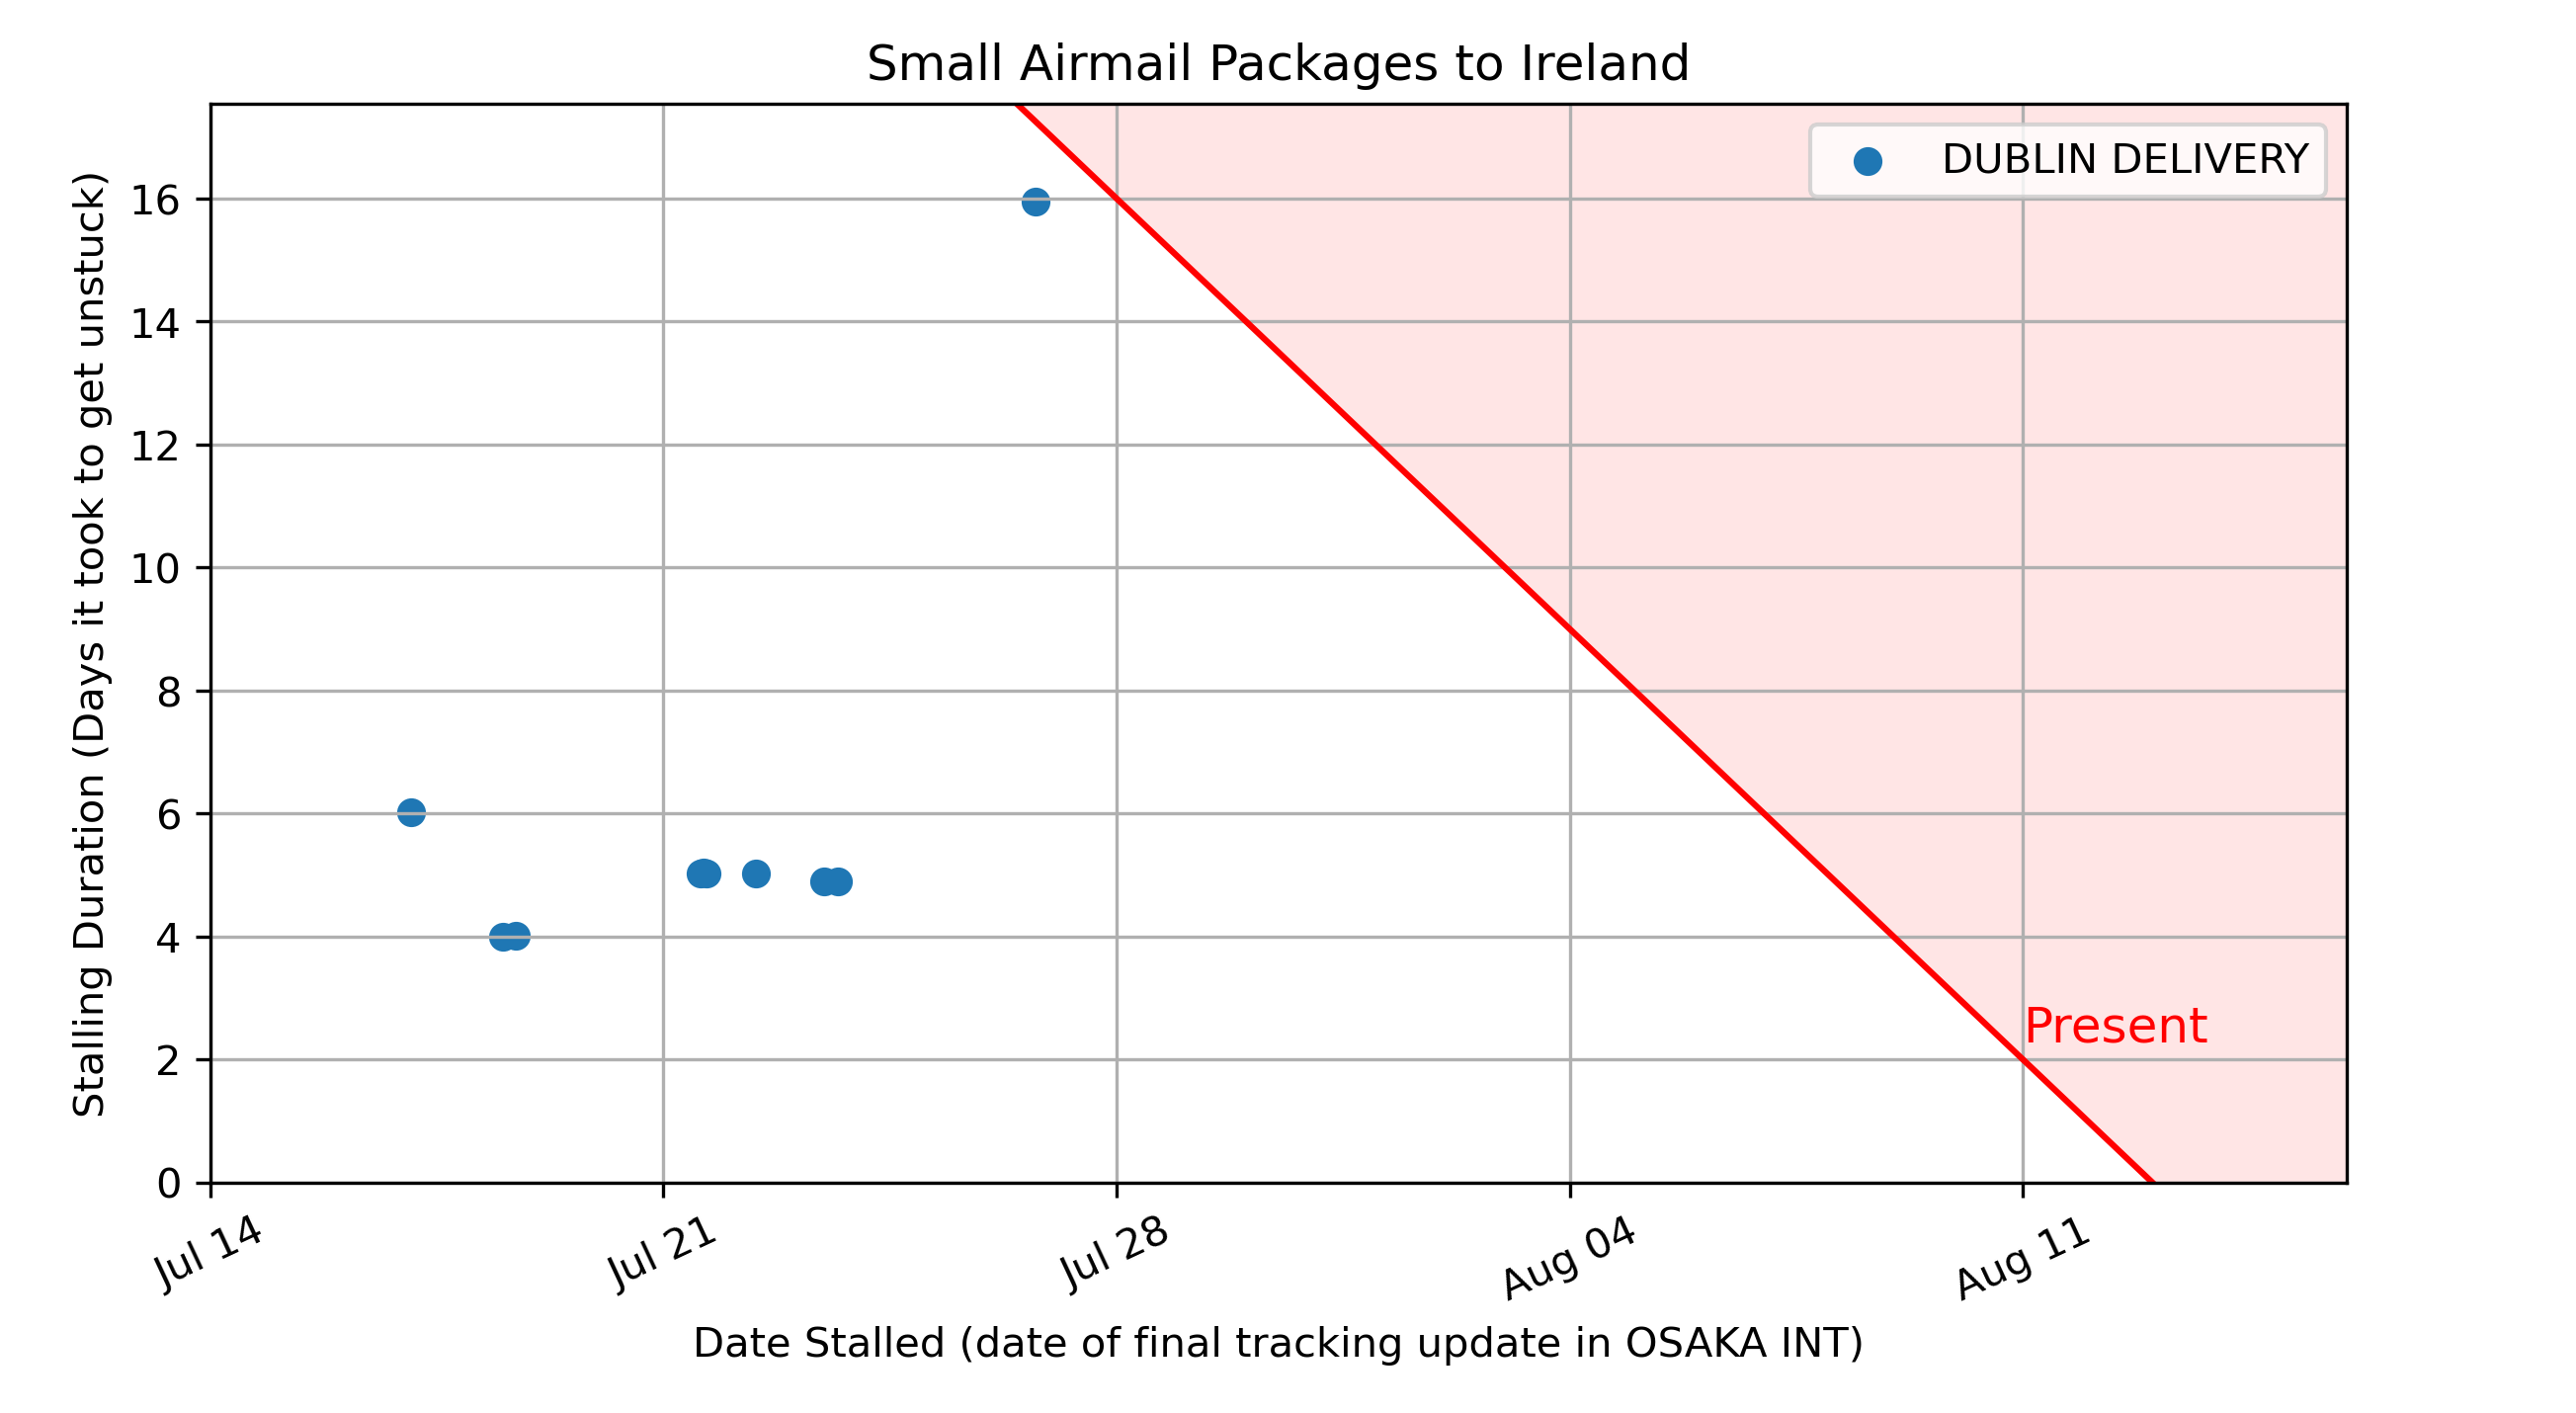 Small Airmail Packages to Ireland
DUBLIN DELIVERY
Stalling Duration (Days it took to get unstuck)
16
14
12
10
8
6
4
2
0
Present
Jul 14
Jul 21
Jul 28
Aug 04
Aug 11
Date Stalled (date of final tracking update in OSAKA INT)